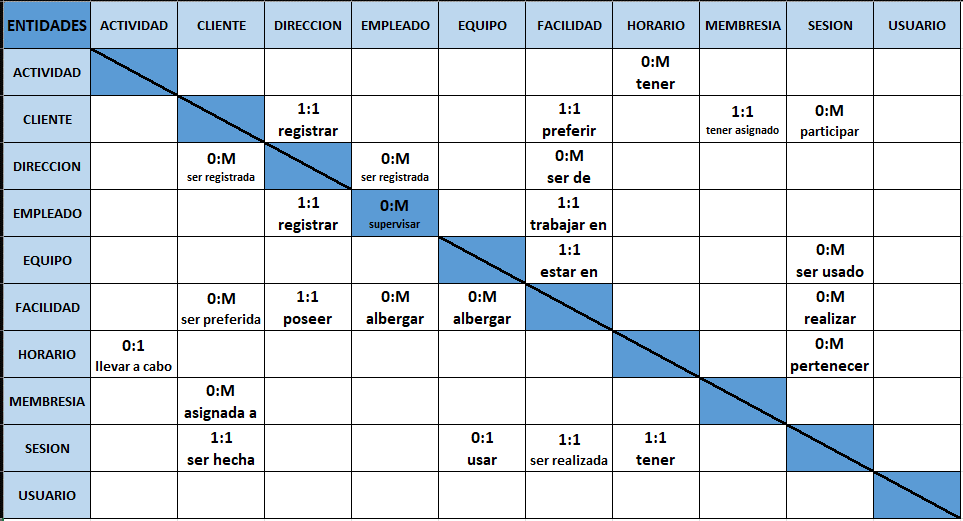 ENTIDADES ACTIVIDAD CLIENTE DIRECCION EMPLEADO EQUIPO FACILIDAD HORARIO MEMBRESIA SESION USUARIO
ACTIVIDAD 0:M
tener
CLIENTE 1:1 1:1 1:1 0:M
registrar preferir tener asignado participar
DIRECCION 0:M 0:M 0:M
ser registrada ser registrada ser de
EMPLEADO 1:1 0:M 1:1
registrar supervisar trabajar en
EQUIPO 1:1 0:M
estar en ser usado
FACILIDAD 0:M 1:1 0:M 0:M 0:M
ser preferida poseer albergar albergar realizar
HORARIO 0:1 0:M
llevar a cabo pertenecer
MEMBRESIA 0:M
asignada a
SESION 1:1 0:1 1:1 1:1
ser hecha usar ser realizada tener
USUARIO